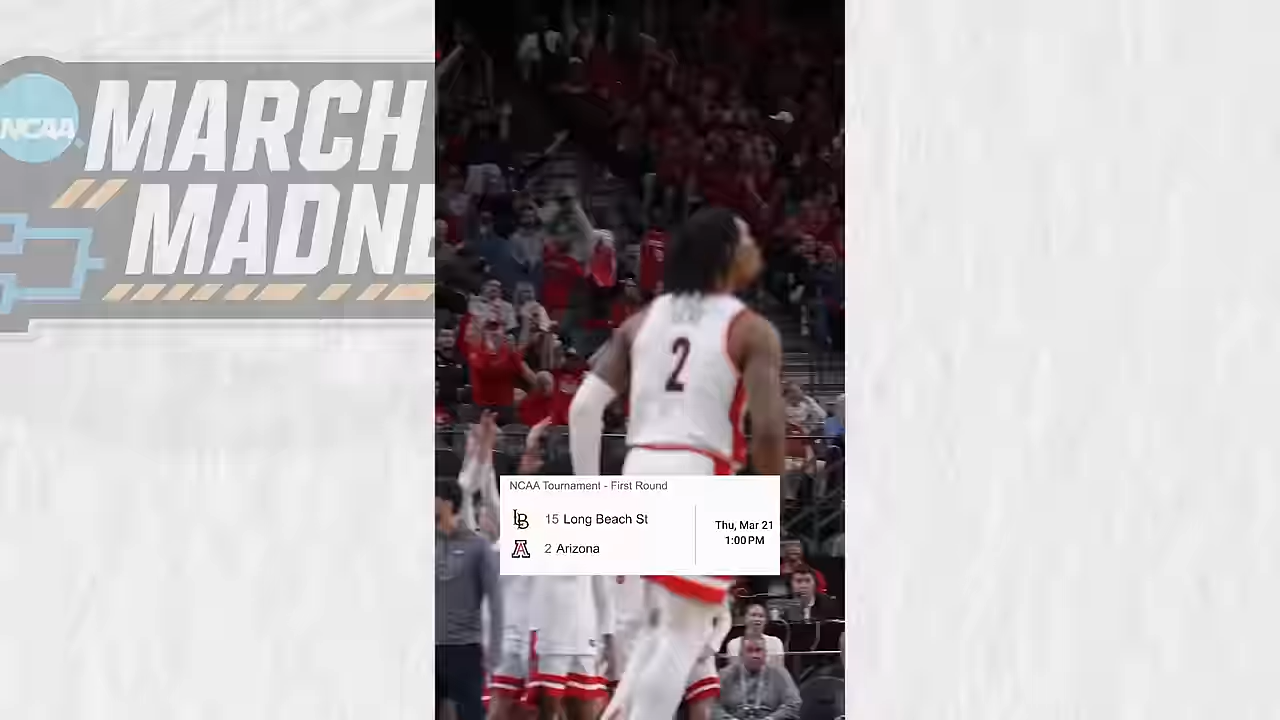 NCAA
MARCH
MADNE
2
NCAA Tournament - First Round
LB
15 Long Beach St
Thu, Mar 21
1:00 PM
A
2 Arizona